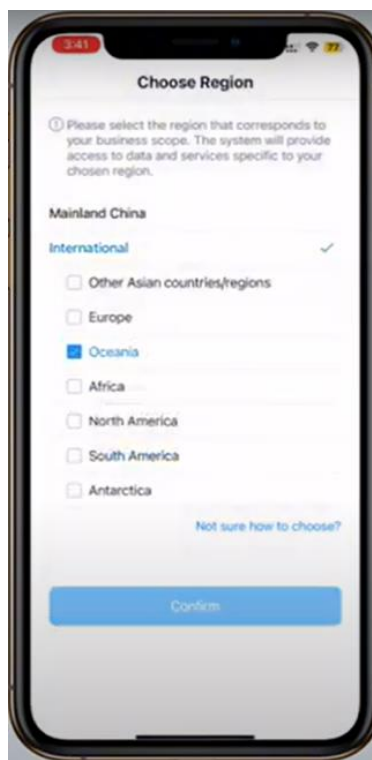 3:41
77
Choose Region
Please select the region that corresponds to
your business scope. The system will provide
access to data and services specific to your
chosen region.
Mainland China
International
Other Asian countries/regions
Europe
Oceania
Africa
North America
South America
Antarctica
Not sure how to choose?
Confirm